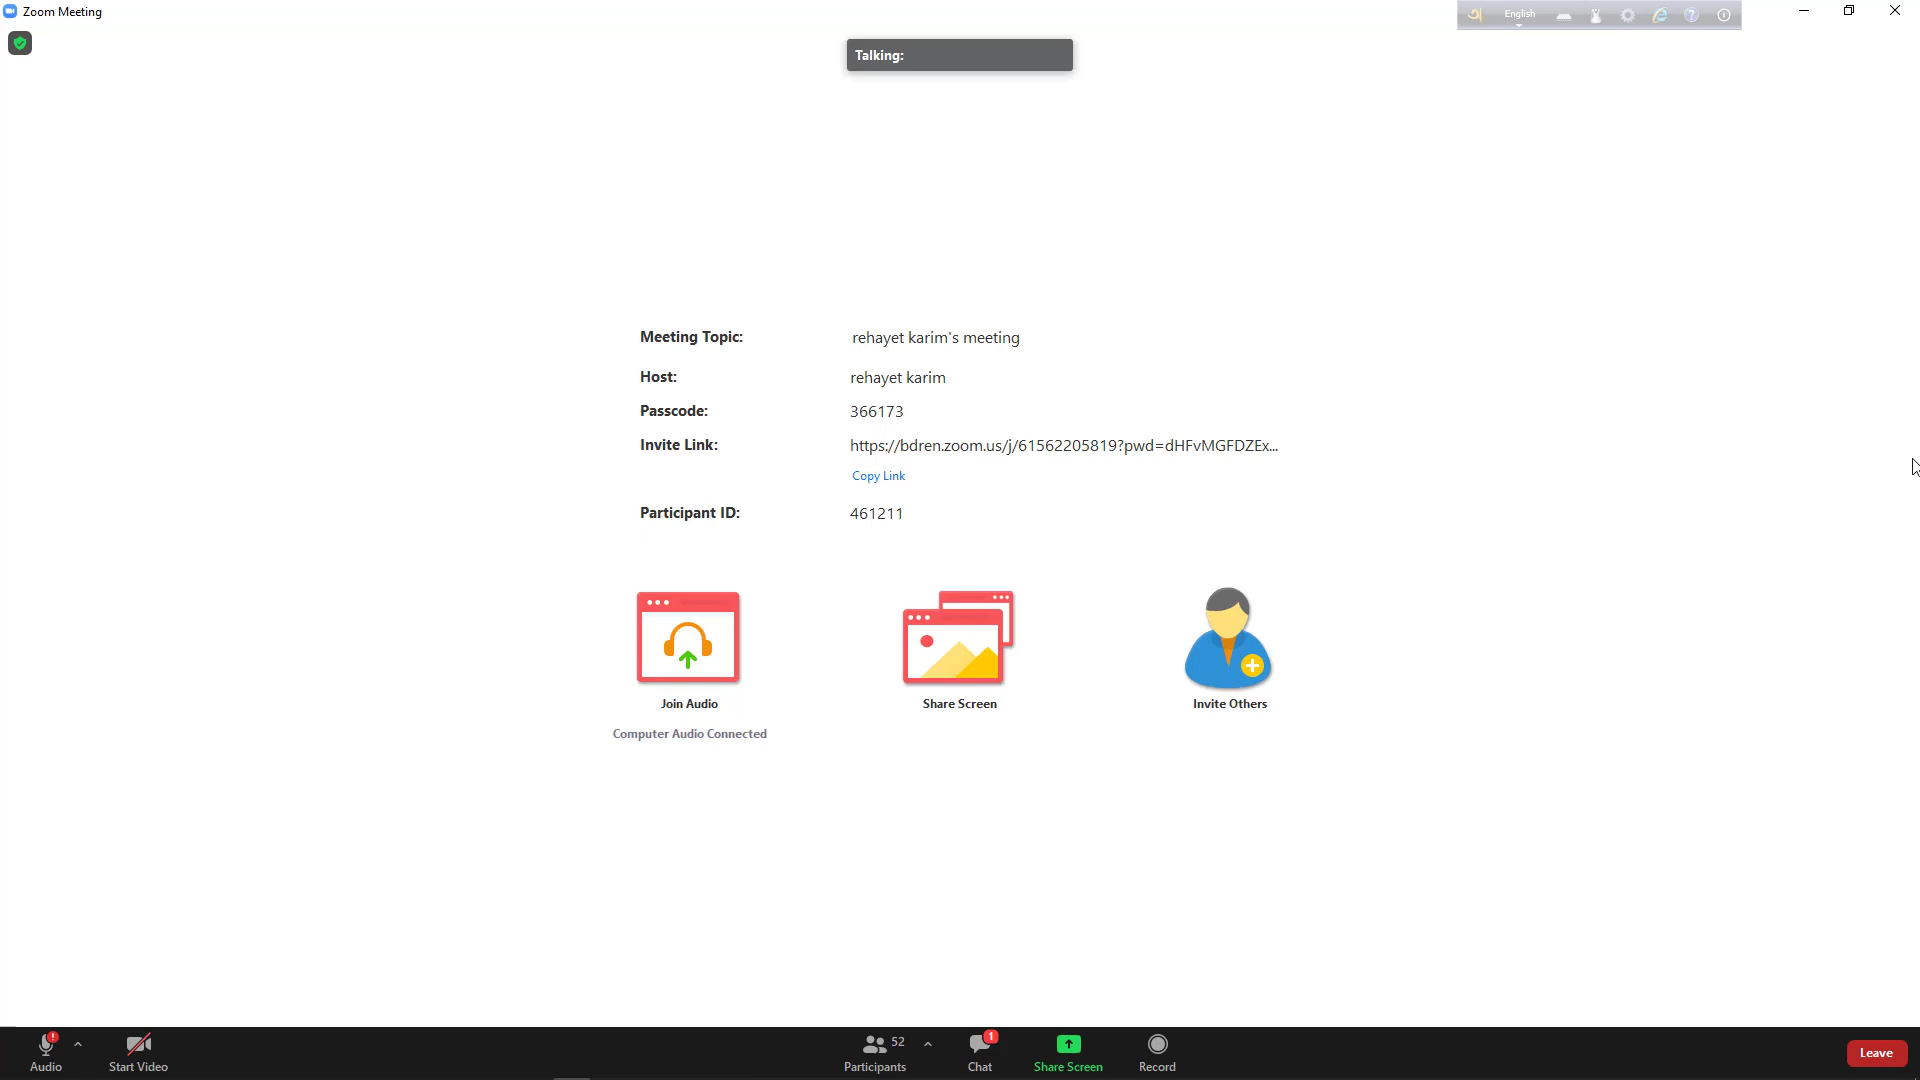 Zoom Meeting
অ English
Talking:
Meeting Topic: rehayet karim's meeting
Host: rehayet karim
Passcode: 366173
Invite Link: https://bdren.zoom.us/j/61562205819?pwd=dHFvMGFDZEx...
Copy Link
Participant ID: 461211
Join Audio Share Screen Invite Others
Computer Audio Connected
Audio Start Video Participants 52 Chat 1 Share Screen Record Leave